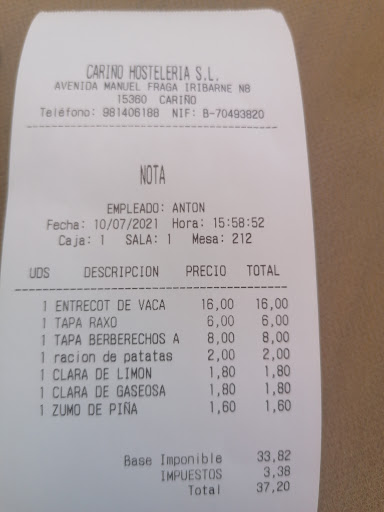 CARIÑO HOSTELERIA S.L.
AVENIDA MANUEL FRAGA IRIBARNE N8
15360 CARIÑO
Teléfono: 981406188 NIF: B-70493820
NOTA
EMPLEADO: ANTON
Fecha: 10/07/2021 Hora: 15:58:52
Caja: 1 SALA: 1 Mesa: 212
UDS DESCRIPCION PRECIO TOTAL
1 ENTRECOT DE VACA 16,00 16,00
1 TAPA RAXO 6,00 6,00
1 TAPA BERBERECHOS A 8,00 8,00
1 racion de patatas 2,00 2,00
1 CLARA DE LIMON 1,80 1,80
1 CLARA DE GASEOSA 1,80 1,80
1 ZUMO DE PIÑA 1,60 1,60
Base Imponible 33,82
IMPUESTOS 3,38
Total 37,20